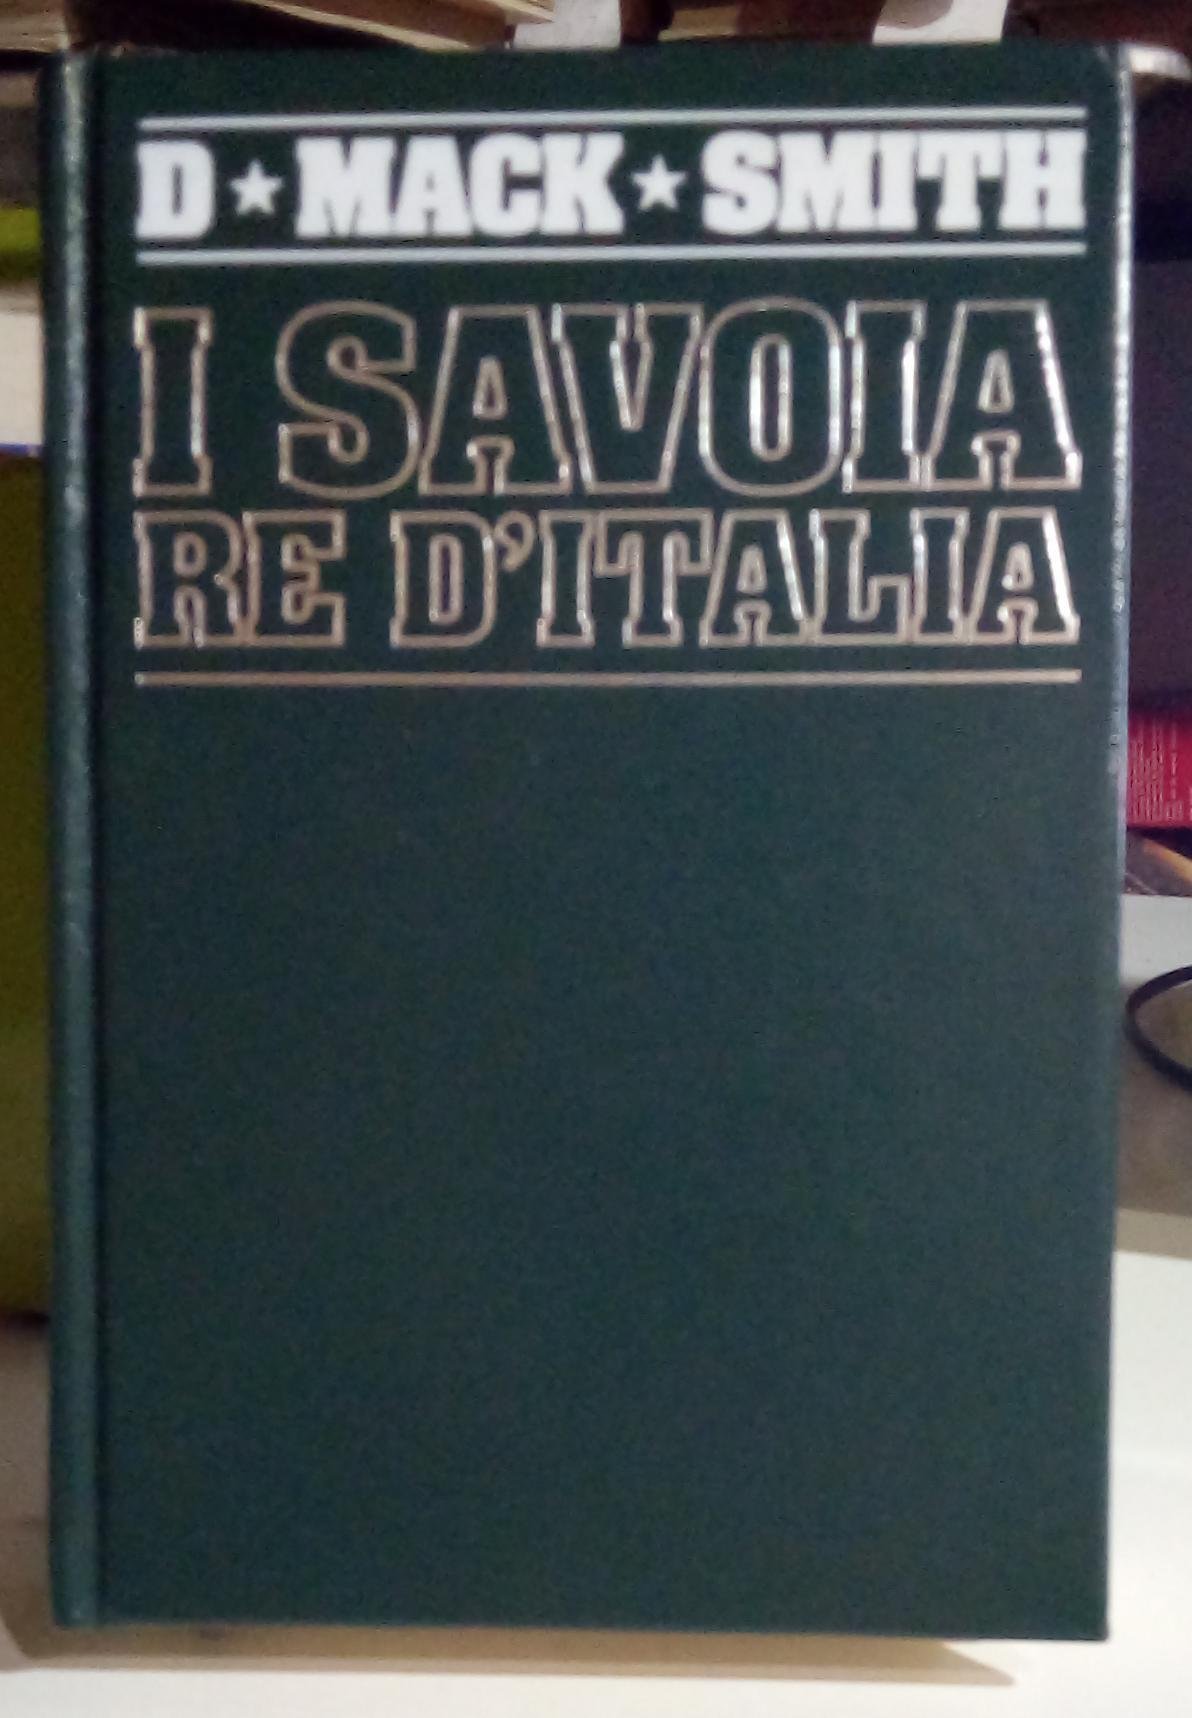 D★MACK★SMITH
I SAVOIA
RE D'ITALIA